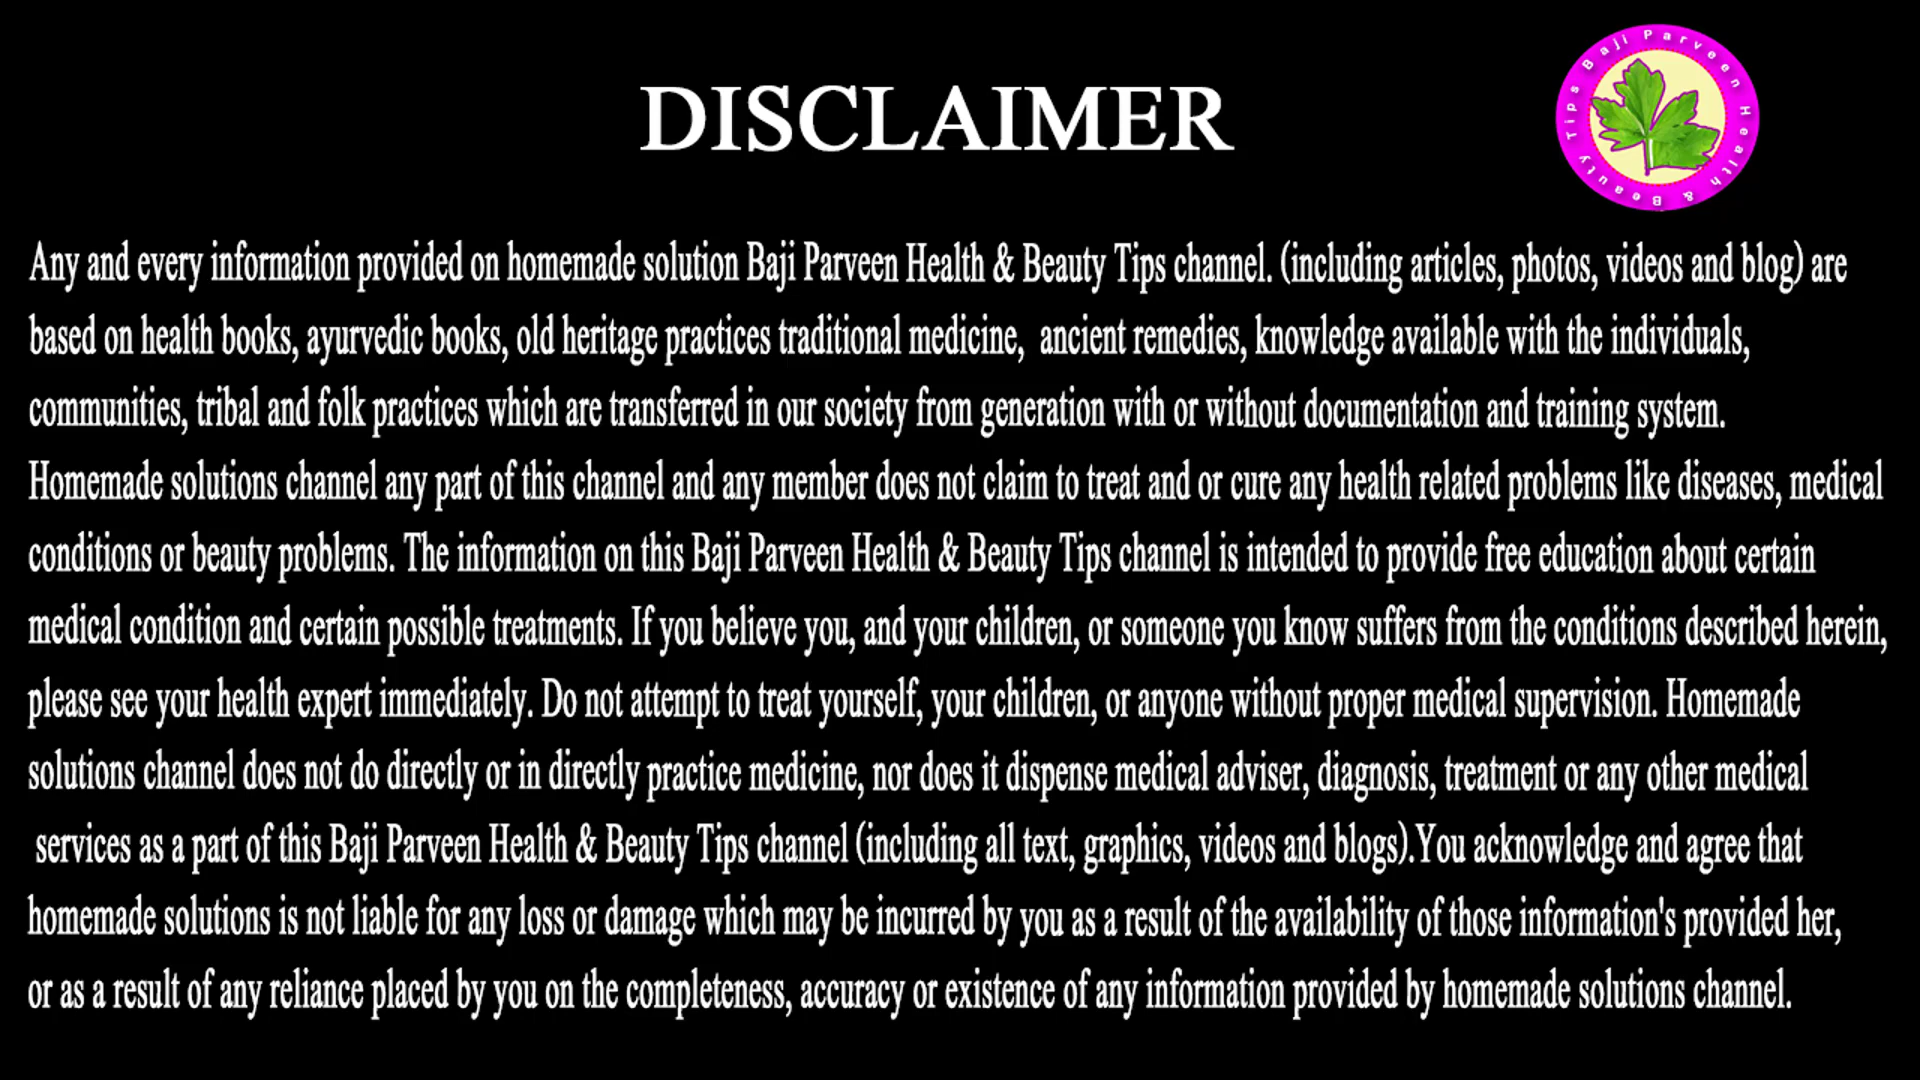 DISCLAIMER
Baji Parveen Health & Beauty Tips
Any and every information provided on homemade solution Baji Parveen Health & Beauty Tips channel. (including articles, photos, videos and blog) are
based on health books, ayurvedic books, old heritage practices traditional medicine,  ancient remedies, knowledge available with the individuals,
communities, tribal and folk practices which are transferred in our society from generation with or without documentation and training system.
Homemade solutions channel any part of this channel and any member does not claim to treat and or cure any health related problems like diseases, medical
conditions or beauty problems. The information on this Baji Parveen Health & Beauty Tips channel is intended to provide free education about certain
medical condition and certain possible treatments. If you believe you, and your children, or someone you know suffers from the conditions described herein,
please see your health expert immediately. Do not attempt to treat yourself, your children, or anyone without proper medical supervision. Homemade
solutions channel does not do directly or in directly practice medicine, nor does it dispense medical adviser, diagnosis, treatment or any other medical
services as a part of this Baji Parveen Health & Beauty Tips channel (including all text, graphics, videos and blogs).You acknowledge and agree that
homemade solutions is not liable for any loss or damage which may be incurred by you as a result of the availability of those information's provided her,
or as a result of any reliance placed by you on the completeness, accuracy or existence of any information provided by homemade solutions channel.